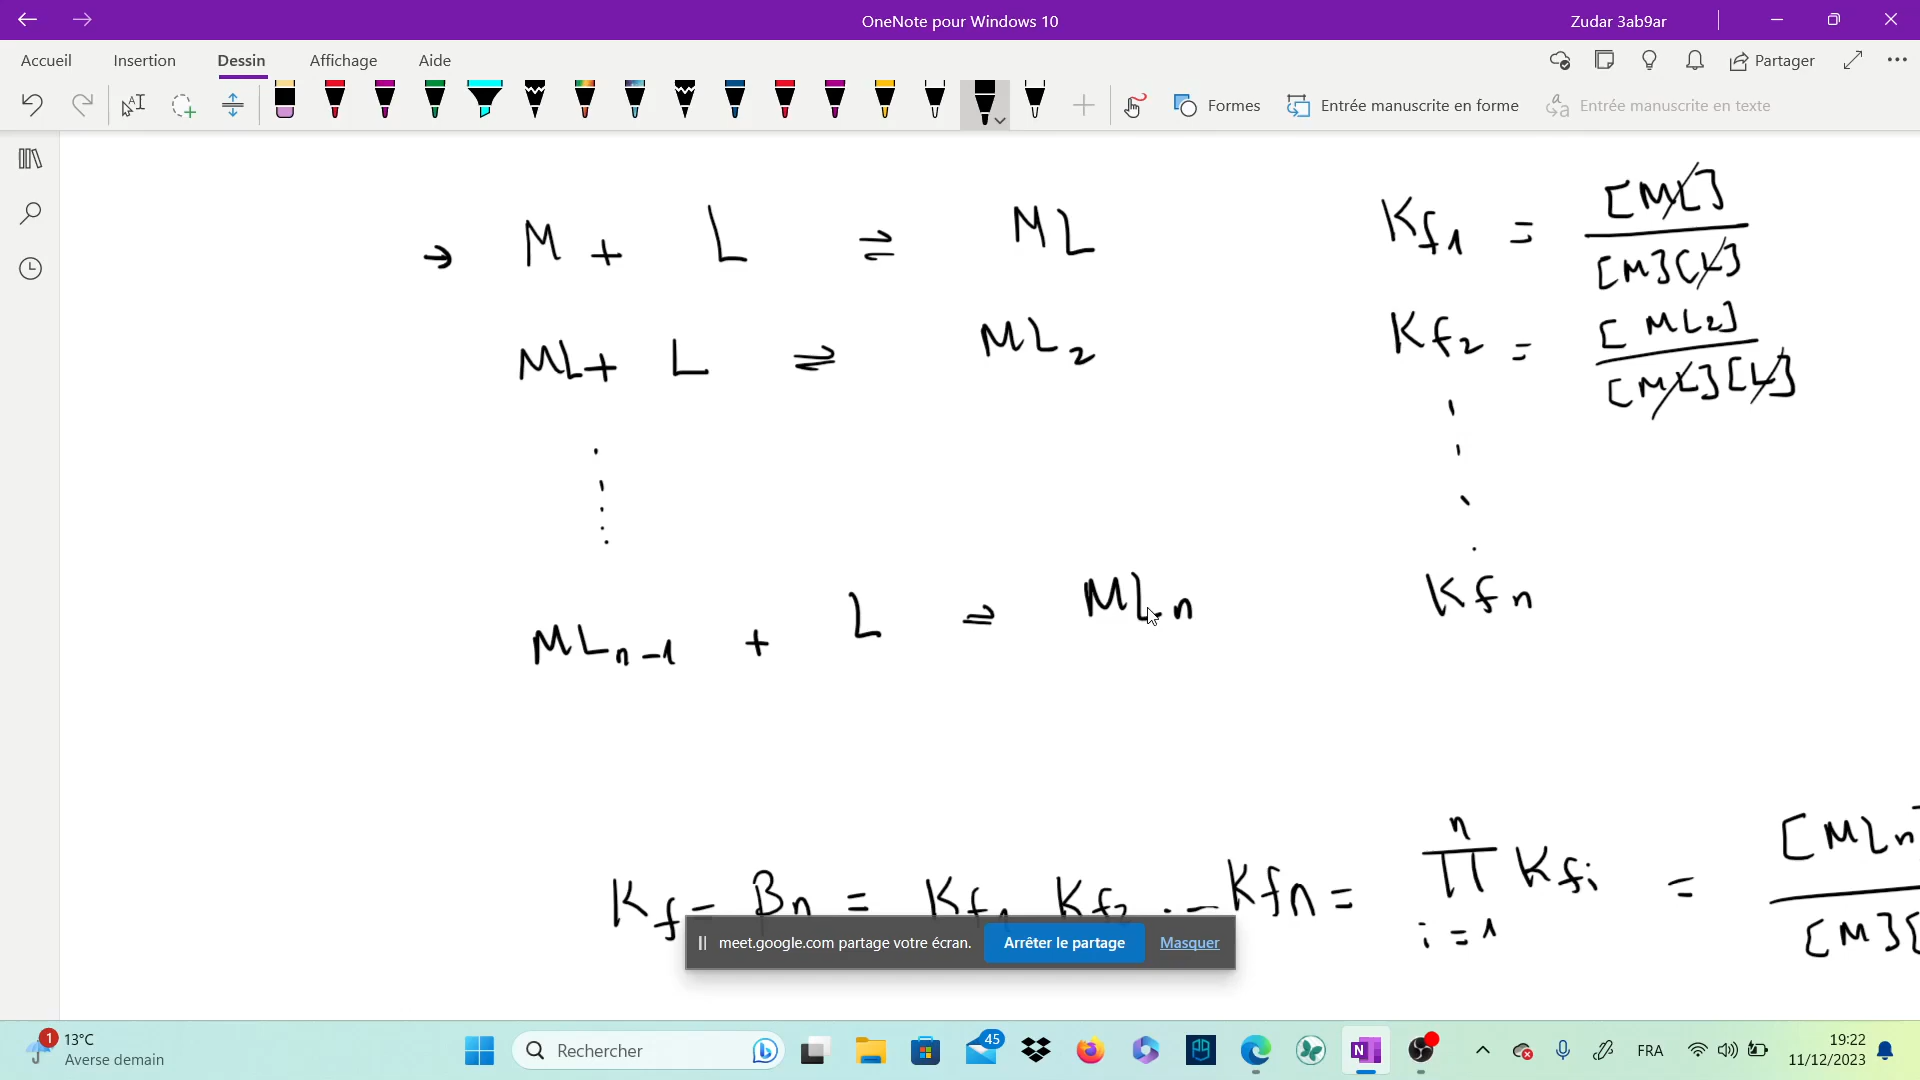 OneNote pour Windows 10
Zudar 3ab9ar
Accueil Insertion Dessin Affichage Aide
Partager
Formes Entrée manuscrite en forme Entrée manuscrite en texte
→ M + L ⇌ ML Kf1 = [ML] / [M][L]
ML + L ⇌ ML2 Kf2 = [ML2] / [ML][L]
MLn-1 + L ⇌ MLn Kfn
n
Kf = Bn = Kf1 Kf2 .-- Kfn = Π Kfi = [MLn] / [M][
i = 1
meet.google.com partage votre écran. Arrêter le partage Masquer
1 13°C
Averse demain
Rechercher
45
FRA
19:22
11/12/2023